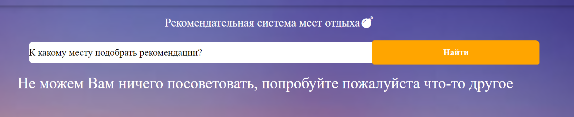 Рекомендательная система мест отдыха
К какому месту подобрать рекомендации?
Найти
Не можем Вам ничего посоветовать, попробуйте пожалуйста что-то другое